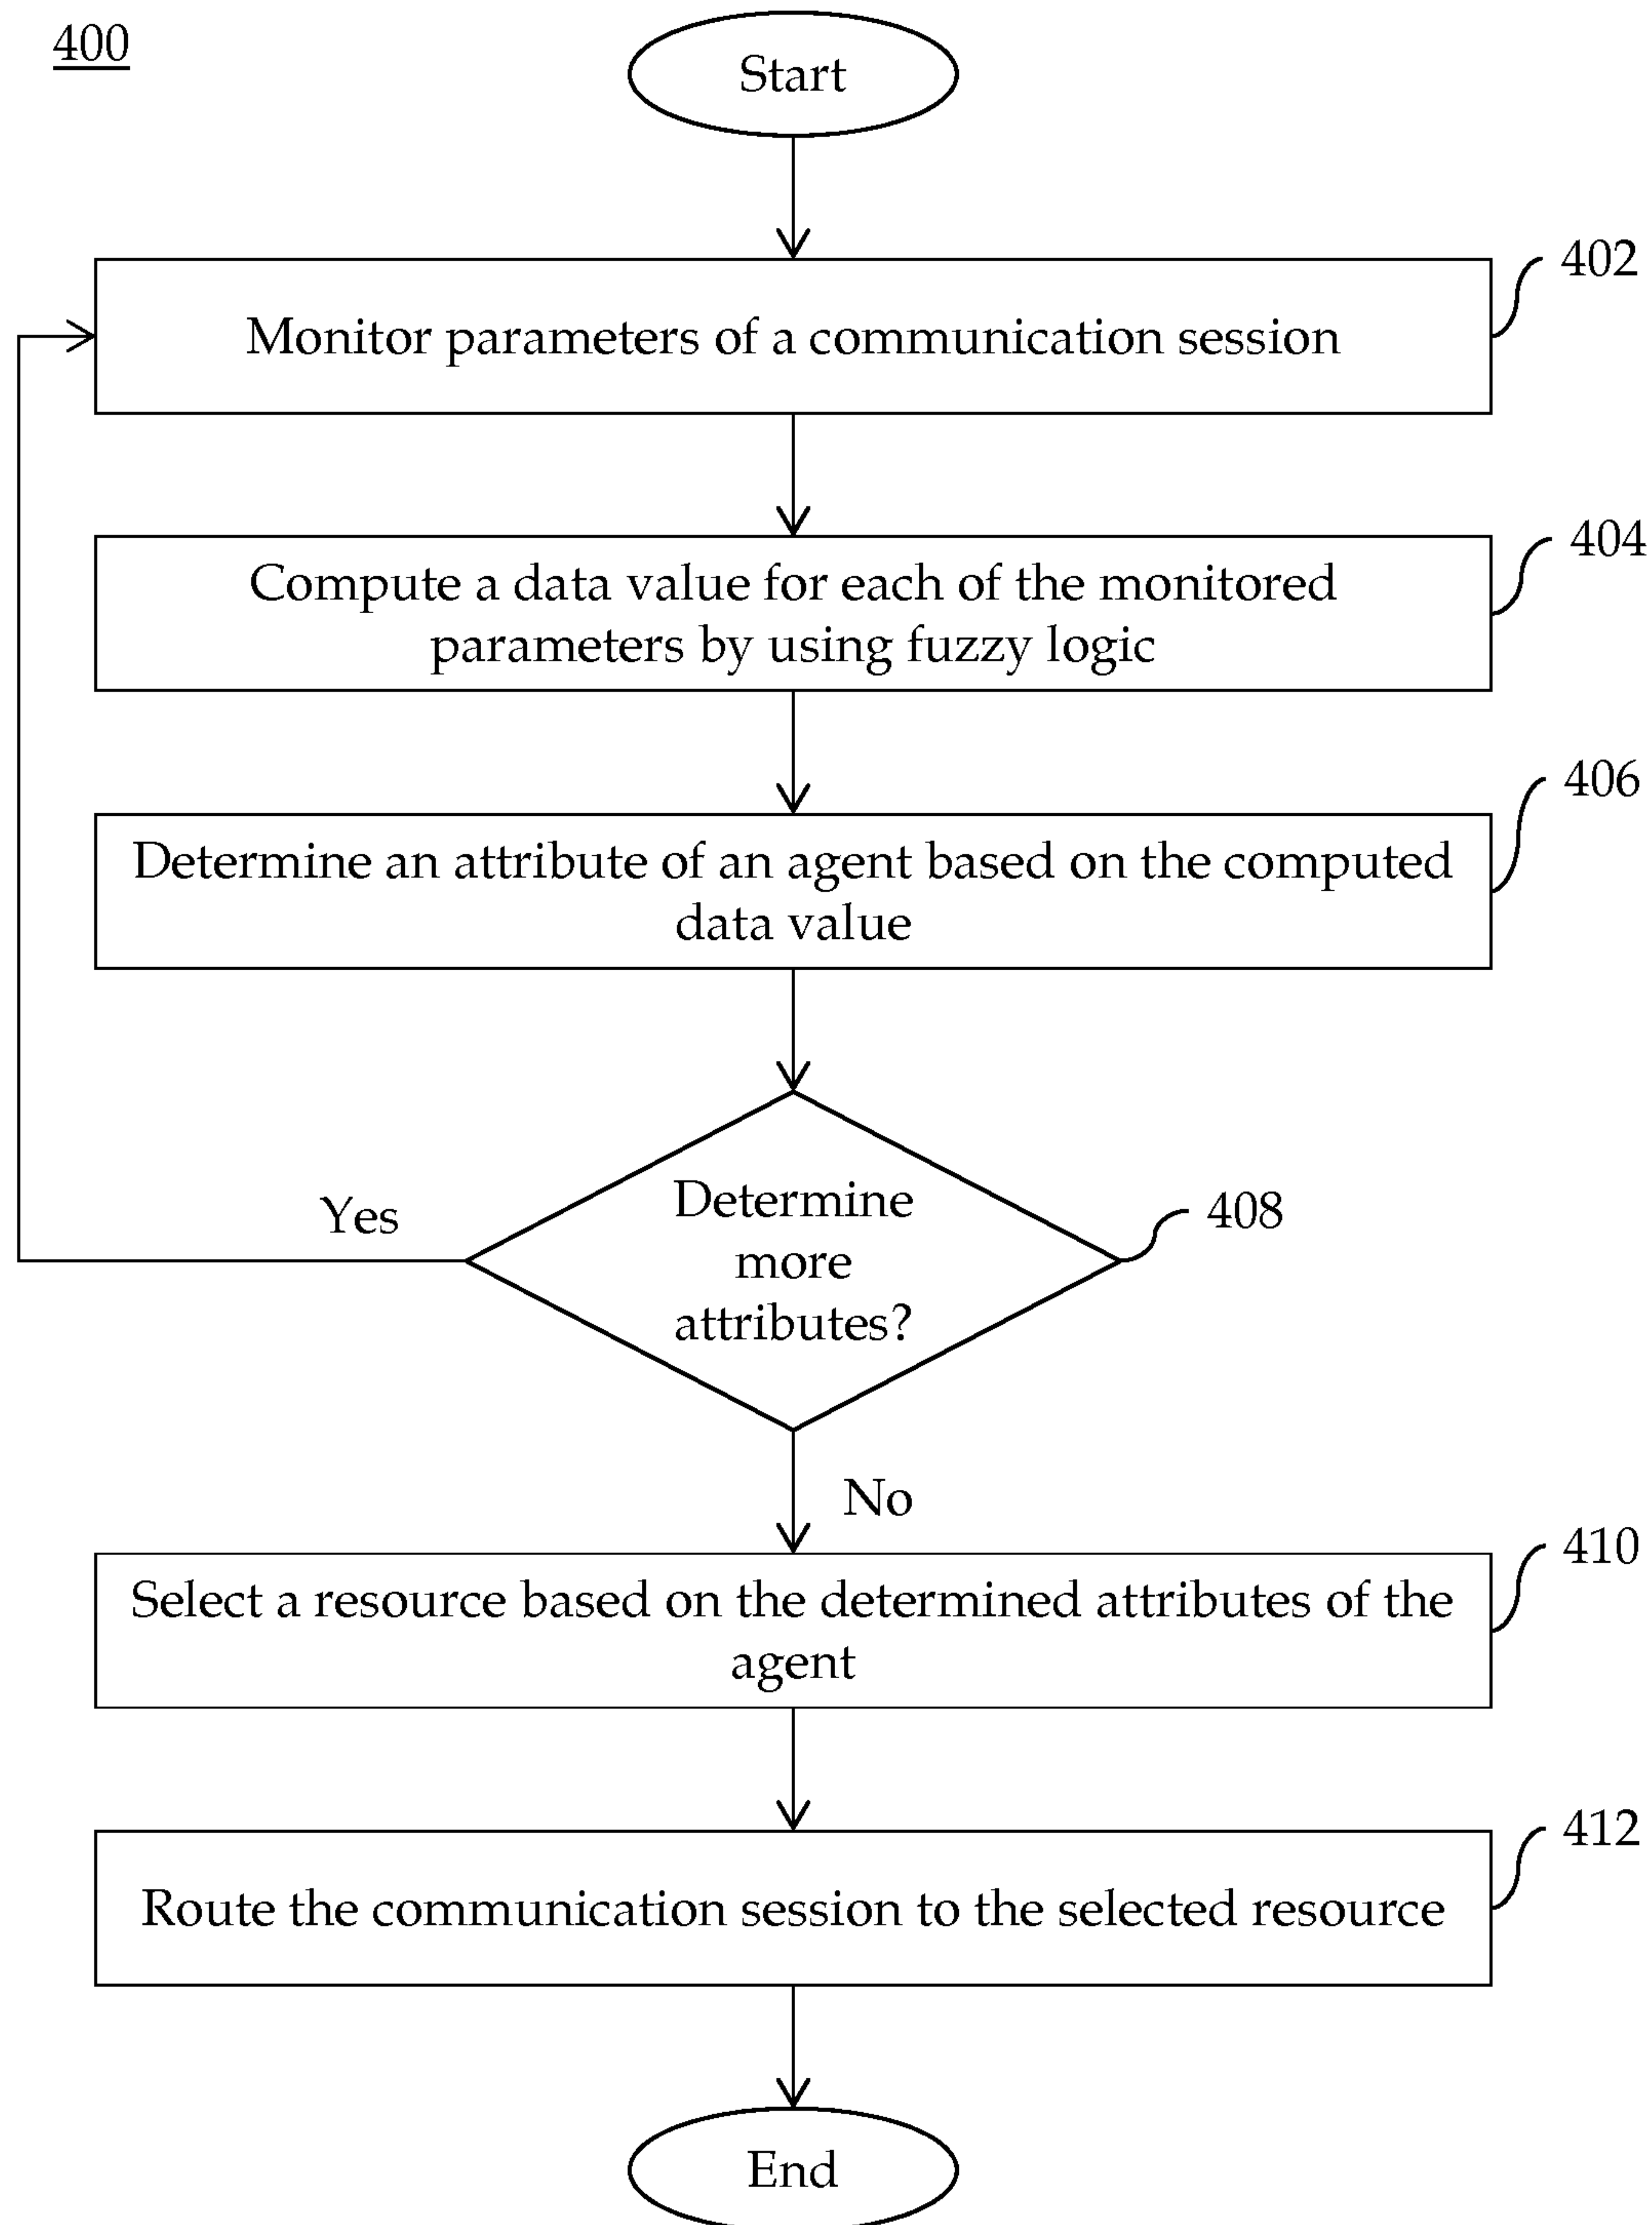 400
Start
402
Monitor parameters of a communication session
404
Compute a data value for each of the monitored
parameters by using fuzzy logic
406
Determine an attribute of an agent based on the computed
data value
Determine
more
attributes?
408
Yes
No
410
Select a resource based on the determined attributes of the
agent
412
Route the communication session to the selected resource
End